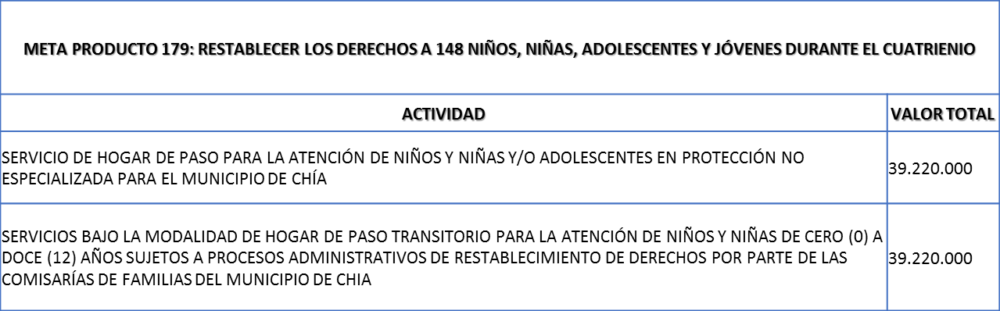 META PRODUCTO 179: RESTABLECER LOS DERECHOS A 148 NIÑOS, NIÑAS, ADOLESCENTES Y JÓVENES DURANTE EL CUATRIENIO
ACTIVIDAD
VALOR TOTAL
SERVICIO DE HOGAR DE PASO PARA LA ATENCIÓN DE NIÑOS Y NIÑAS Y/O ADOLESCENTES EN PROTECCIÓN NO
ESPECIALIZADA PARA EL MUNICIPIO DE CHÍA
39.220.000
SERVICIOS BAJO LA MODALIDAD DE HOGAR DE PASO TRANSITORIO PARA LA ATENCIÓN DE NIÑOS Y NIÑAS DE CERO (0) A
DOCE (12) AÑOS SUJETOS A PROCESOS ADMINISTRATIVOS DE RESTABLECIMIENTO DE DERECHOS POR PARTE DE LAS
COMISARÍAS DE FAMILIAS DEL MUNICIPIO DE CHIA
39.220.000